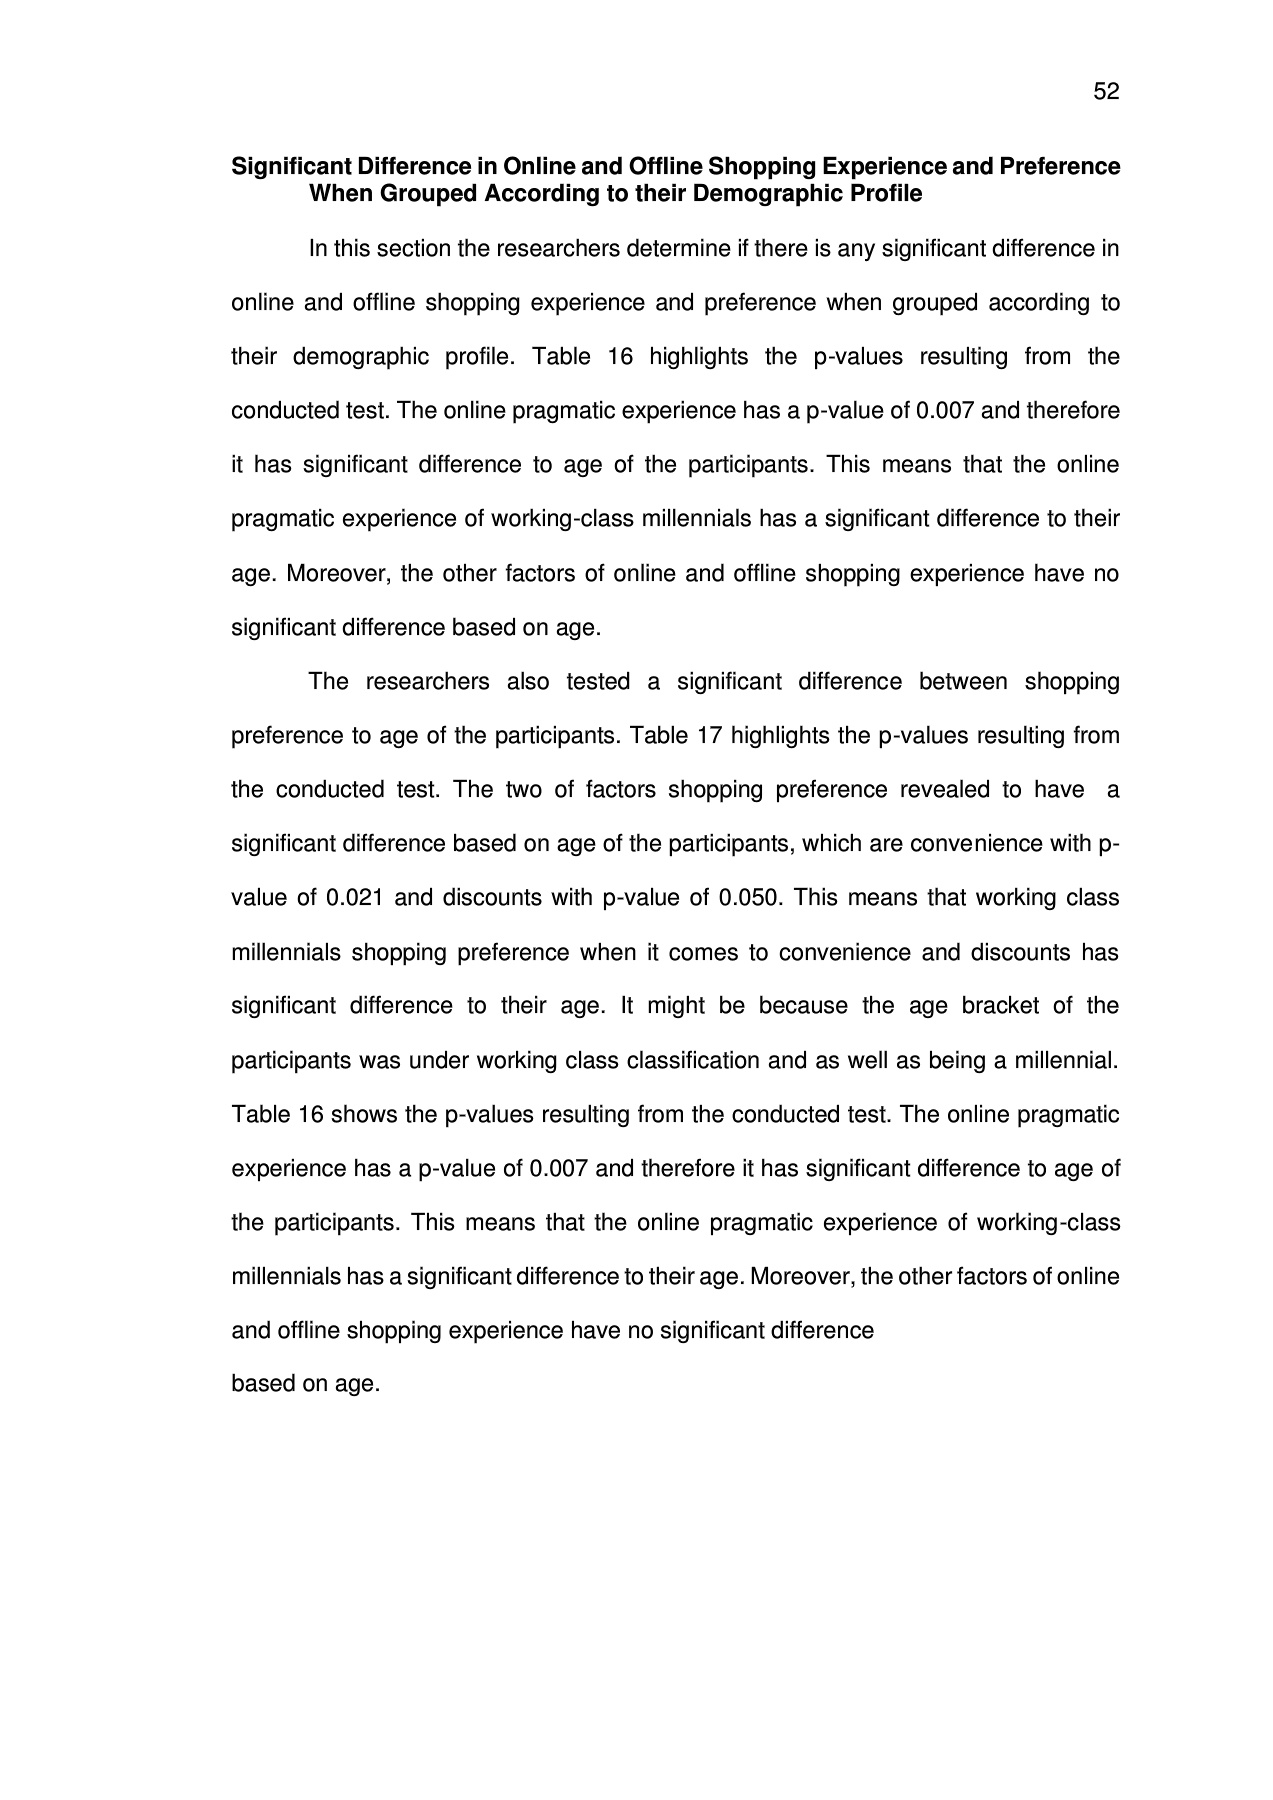 52
Significant Difference in Online and Offline Shopping Experience and Preference
When Grouped According to their Demographic Profile
In this section the researchers determine if there is any significant difference in
online and offline shopping experience and preference when grouped according to
their demographic profile. Table 16 highlights the p-values resulting from the
conducted test. The online pragmatic experience has a p-value of 0.007 and therefore
it has significant difference to age of the participants. This means that the online
pragmatic experience of working-class millennials has a significant difference to their
age. Moreover, the other factors of online and offline shopping experience have no
significant difference based on age.
The researchers also tested a significant difference between shopping
preference to age of the participants. Table 17 highlights the p-values resulting from
the conducted test. The two of factors shopping preference revealed to have a
significant difference based on age of the participants, which are convenience with p-
value of 0.021 and discounts with p-value of 0.050. This means that working class
millennials shopping preference when it comes to convenience and discounts has
significant difference to their age. It might be because the age bracket of the
participants was under working class classification and as well as being a millennial.
Table 16 shows the p-values resulting from the conducted test. The online pragmatic
experience has a p-value of 0.007 and therefore it has significant difference to age of
the participants. This means that the online pragmatic experience of working-class
millennials has a significant difference to their age. Moreover, the other factors of online
and offline shopping experience have no significant difference
based on age.